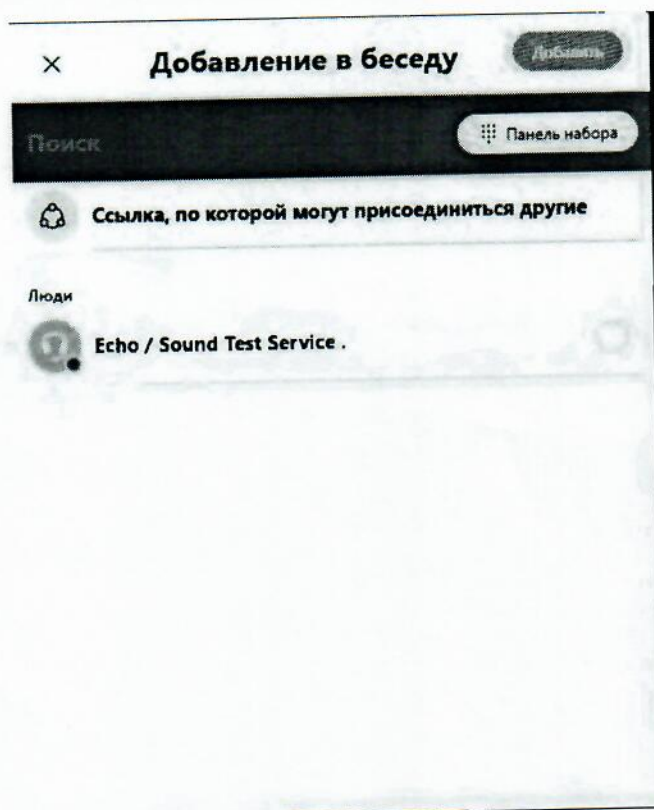 Добавление в беседу
Добавить
Поиск
Панель набора
Ссылка, по которой могут присоединиться другие
Люди
Echo / Sound Test Service .